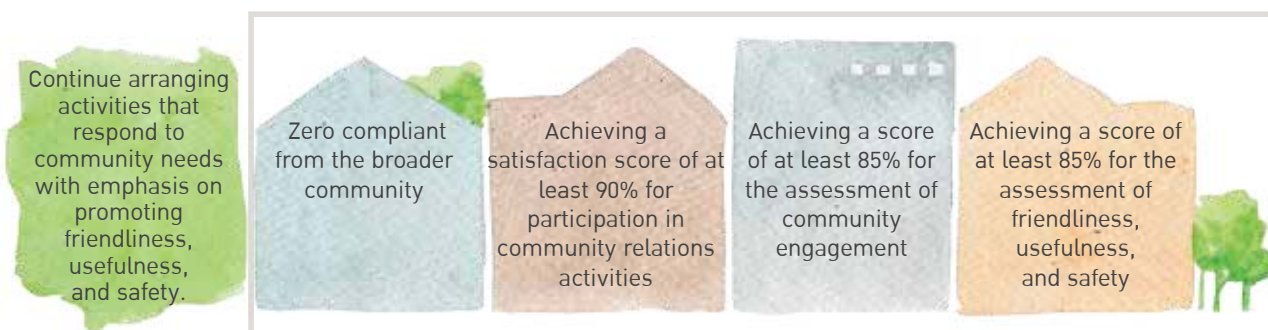 Continue arranging
activities that
respond to
community needs
with emphasis on
promoting
friendliness,
usefulness,
and safety.
Zero compliant
from the broader
community
Achieving a
satisfaction score of at
least 90% for
participation in
community relations
activities
Achieving a score
of at least 85% for
the assessment of
community
engagement
Achieving a score of
at least 85% for the
assessment of
friendliness,
usefulness,
and safety